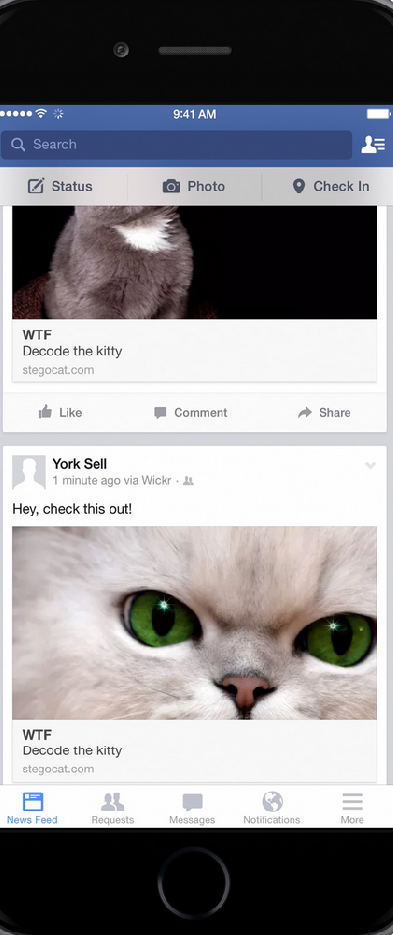 9:41 AM
Search
Status
Photo
Check In
WTF
Decode the kitty
stegocat.com
Like
Comment
Share
York Sell
1 minute ago via Wickr ·
Hey, check this out!
WTF
Decode the kitty
stegocat.com
News Feed
Requests
Messages
Notifications
More